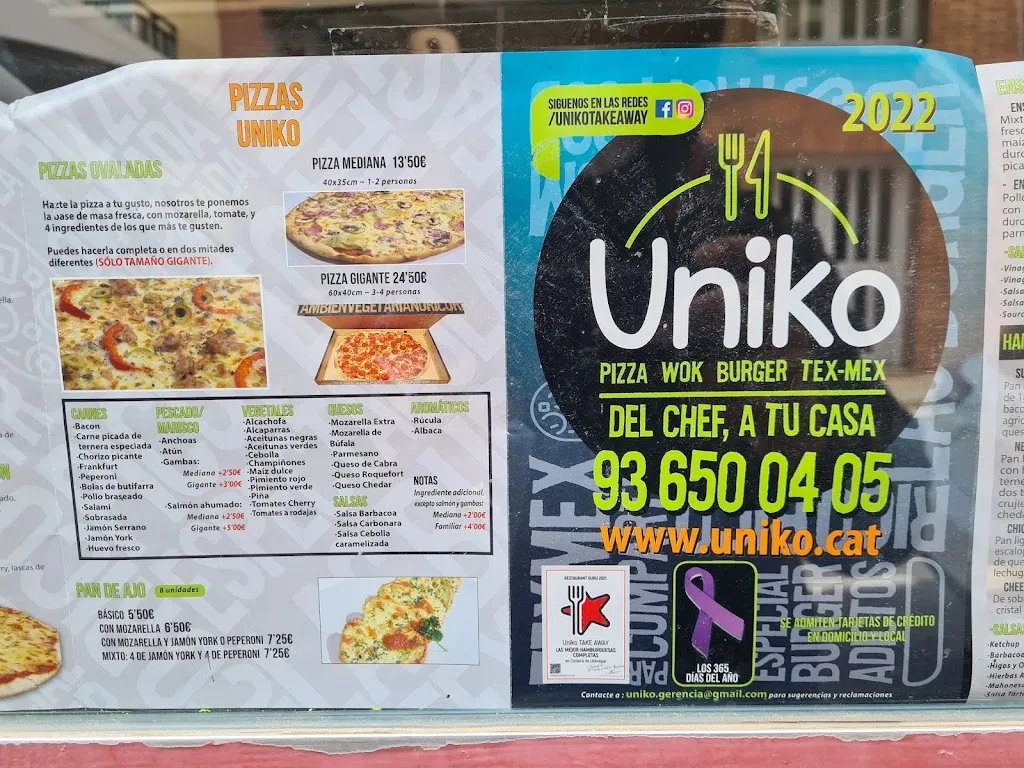 PIZZAS
UNIKO
PIZZAS OVALADAS
Hazte la pizza a tu gusto, nosotros te ponemos
la base de masa fresca, con mozarella, tomate, y
4 ingredientes de los que más te gusten.
Puedes hacerla completa o en dos mitades
diferentes (SÓLO TAMAÑO GIGANTE).
PIZZA MEDIANA 13'50€
40x35cm – 1-2 personas
PIZZA GIGANTE 24'50€
60x40cm – 3-4 personas
CARNES
-Bacon
-Carne picada de
ternera especiada
-Chorizo picante
-Frankfurt
-Peperoni
-Bolas de butifarra
-Pollo braseado
-Salami
-Sobrasada
-Jamón Serrano
-Jamón York
-Huevo fresco
PESCADO/
MARISCO
-Anchoas
-Atún
-Gambas:
Mediana +2'50€
Gigante +3'00€
-Salmón ahumado:
Mediana +2'50€
Gigante +5'00€
VEGETALES
-Alcachofa
-Alcaparras
-Aceitunas negras
-Aceitunas verdes
-Cebolla
-Champiñones
-Maíz dulce
-Pimiento rojo
-Pimiento verde
-Piña
-Tomates Cherry
-Tomates a rodajas
QUESOS
-Mozarella Extra
-Mozarella de
Búfala
-Parmesano
-Queso de Cabra
-Queso Roquefort
-Queso Chedar
SALSAS
-Salsa Barbacoa
-Salsa Carbonara
-Salsa Cebolla
caramelizada
AROMÁTICOS
-Rúcula
-Albaca
NOTAS
Ingrediente adicional,
excepto salmón y gambas:
Mediana +2'00€
Familiar +4'00€
PAN DE AJO 8 unidades
BÁSICO 5'50€
CON MOZARELLA 6'50€
CON MOZARELLA Y JAMÓN YORK O PEPERONI 7'25€
MIXTO: 4 DE JAMÓN YORK Y 4 DE PEPERONI 7'25€
SIGUENOS EN LAS REDES
/UNIKOTAKEAWAY
2022
Uniko
PIZZA WOK BURGER TEX-MEX
DEL CHEF, A TU CASA
93 650 04 05
www.uniko.cat
RESTAURANT GURU 2021
Uniko TAKE AWAY
LAS MEJOR HAMBURGUESAS
COMPLETAS
LOS 365
DÍAS DEL AÑO
SE ADMITEN TARJETAS DE CRÉDITO
EN DOMICILIO Y LOCAL
Contacte a : uniko.gerencia@gmail.com para sugerencias y reclamaciones